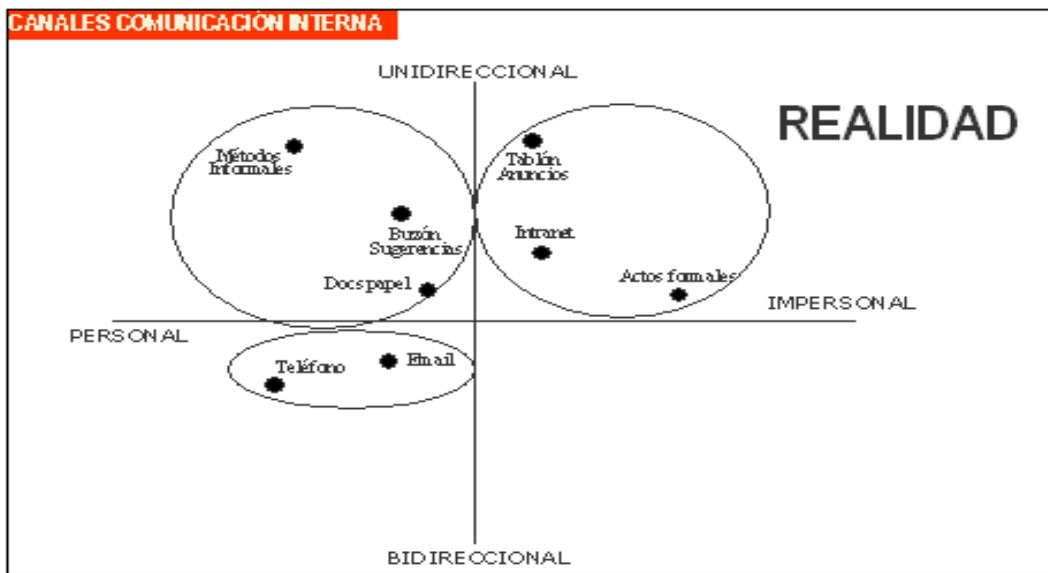 CANALES COMUNICACIÓN INTERNA
UNIDIRECCIONAL
REALIDAD
Métodos
Informales
Tablón
Anuncios
Buzón
Sugerencias
Intranet
Docs papel
Actos formales
IMPERSONAL
PERSONAL
Teléfono
Email
BIDIRECCIONAL